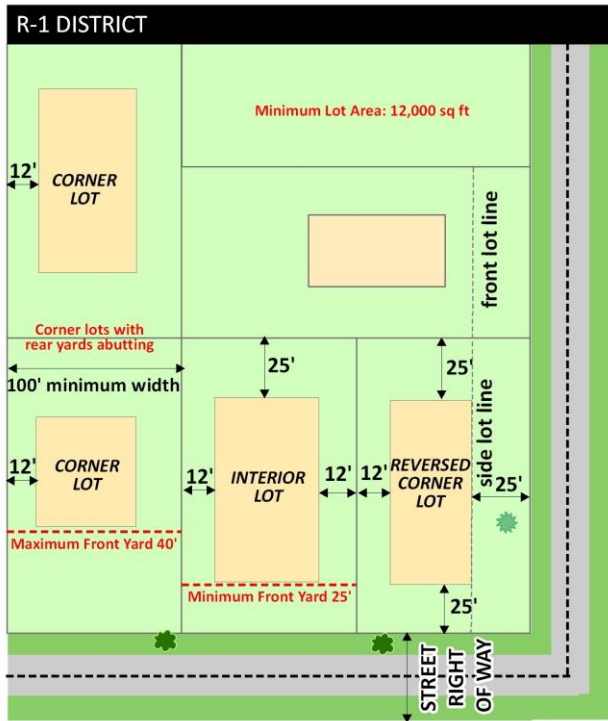 R-1 DISTRICT
Minimum Lot Area: 12,000 sq ft
12'
CORNER
LOT
front lot line
Corner lots with
rear yards abutting
100' minimum width
25'
25'
side lot line
12'
CORNER
LOT
12'
INTERIOR
LOT
12'
12'
REVERSED
CORNER
LOT
25'
Maximum Front Yard 40'
Minimum Front Yard 25'
25'
STREET
RIGHT
OF WAY